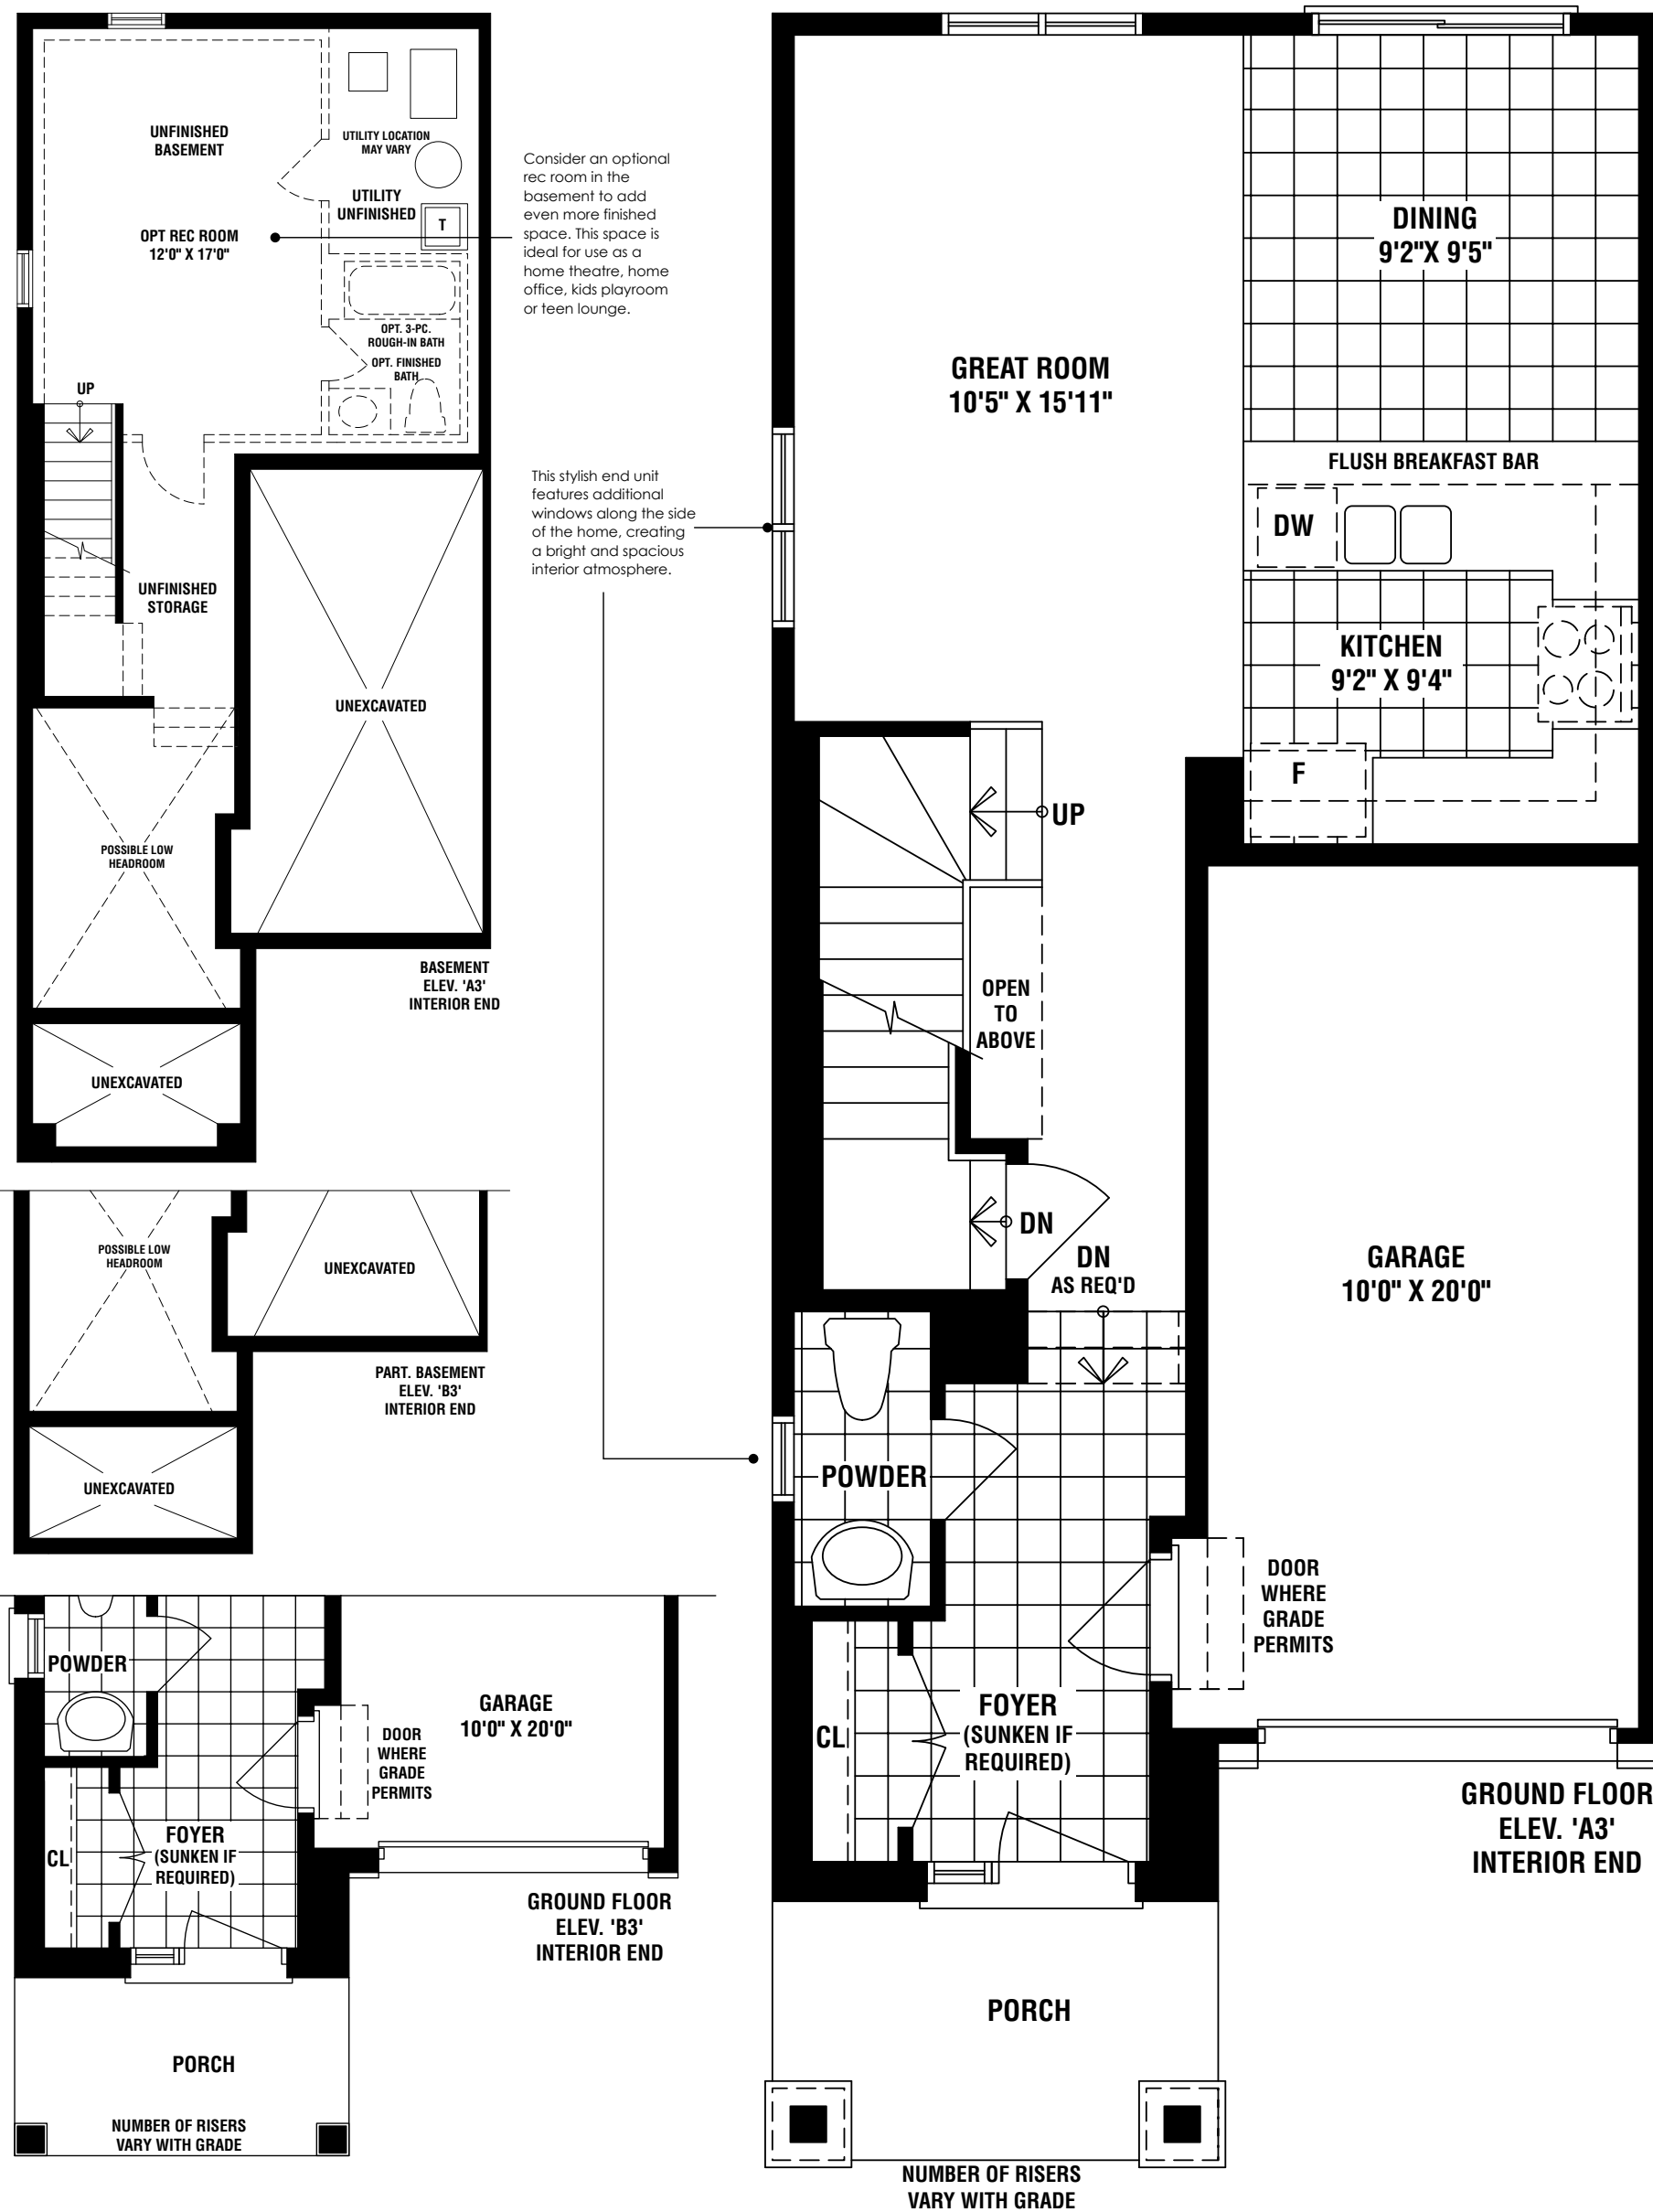 UNFINISHED
BASEMENT
UTILITY LOCATION
MAY VARY
UTILITY
UNFINISHED
T
OPT REC ROOM
12'0" X 17'0"
OPT. 3-PC.
ROUGH-IN BATH
OPT. FINISHED
BATH
UP
UNFINISHED
STORAGE
UNEXCAVATED
POSSIBLE LOW
HEADROOM
UNEXCAVATED
BASEMENT
ELEV. 'A3'
INTERIOR END
Consider an optional
rec room in the
basement to add
even more finished
space. This space is
ideal for use as a
home theatre, home
office, kids playroom
or teen lounge.
This stylish end unit
features additional
windows along the side
of the home, creating
a bright and spacious
interior atmosphere.
POSSIBLE LOW
HEADROOM
UNEXCAVATED
UNEXCAVATED
PART. BASEMENT
ELEV. 'B3'
INTERIOR END
POWDER
GARAGE
10'0" X 20'0"
DOOR
WHERE
GRADE
PERMITS
CL
FOYER
(SUNKEN IF
REQUIRED)
GROUND FLOOR
ELEV. 'B3'
INTERIOR END
PORCH
NUMBER OF RISERS
VARY WITH GRADE
DINING
9'2"X 9'5"
GREAT ROOM
10'5" X 15'11"
FLUSH BREAKFAST BAR
DW
KITCHEN
9'2" X 9'4"
F
UP
OPEN
TO
ABOVE
DN
DN
AS REQ'D
GARAGE
10'0" X 20'0"
POWDER
DOOR
WHERE
GRADE
PERMITS
CL
FOYER
(SUNKEN IF
REQUIRED)
GROUND FLOOR
ELEV. 'A3'
INTERIOR END
PORCH
NUMBER OF RISERS
VARY WITH GRADE